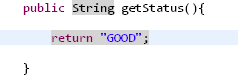 public String getStatus(){
return "GOOD";
}